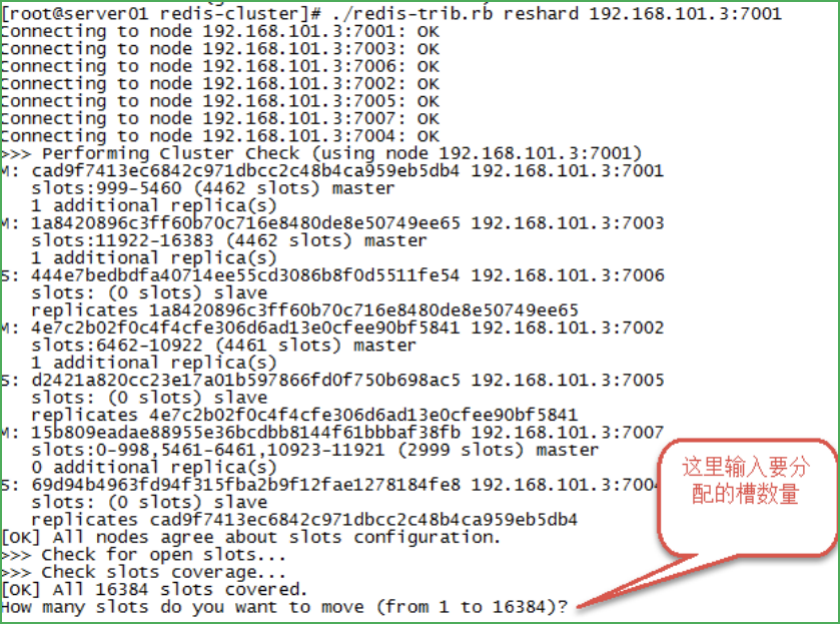 [root@server01 redis-cluster]# ./redis-trib.rb reshard 192.168.101.3:7001
Connecting to node 192.168.101.3:7001: OK
Connecting to node 192.168.101.3:7003: OK
Connecting to node 192.168.101.3:7006: OK
Connecting to node 192.168.101.3:7002: OK
Connecting to node 192.168.101.3:7005: OK
Connecting to node 192.168.101.3:7007: OK
Connecting to node 192.168.101.3:7004: OK
>>> Performing Cluster Check (using node 192.168.101.3:7001)
M: cad9f7413ec6842c971dbcc2c48b4ca959eb5db4 192.168.101.3:7001
slots:999-5460 (4462 slots) master
1 additional replica(s)
M: 1a8420896c3ff60b70c716e8480de8e50749ee65 192.168.101.3:7003
slots:11922-16383 (4462 slots) master
1 additional replica(s)
S: 444e7bedbdfa40714ee55cd3086b8f0d5511fe54 192.168.101.3:7006
slots: (0 slots) slave
replicates 1a8420896c3ff60b70c716e8480de8e50749ee65
M: 4e7c2b02f0c4f4cfe306d6ad13e0cfee90bf5841 192.168.101.3:7002
slots:6462-10922 (4461 slots) master
1 additional replica(s)
S: d2421a820cc23e17a01b597866fd0f750b698ac5 192.168.101.3:7005
slots: (0 slots) slave
replicates 4e7c2b02f0c4f4cfe306d6ad13e0cfee90bf5841
M: 15b809eadae88955e36bcdbb8144f61bbbaf38fb 192.168.101.3:7007
slots:0-998,5461-6461,10923-11921 (2999 slots) master
0 additional replica(s)
S: 69d94b4963fd94f315fba2b9f12fae1278184fe8 192.168.101.3:7004
slots: (0 slots) slave
replicates cad9f7413ec6842c971dbcc2c48b4ca959eb5db4
[OK] All nodes agree about slots configuration.
>>> Check for open slots...
>>> Check slots coverage...
[OK] All 16384 slots covered.
How many slots do you want to move (from 1 to 16384)?
这里输入要分
配的槽数量